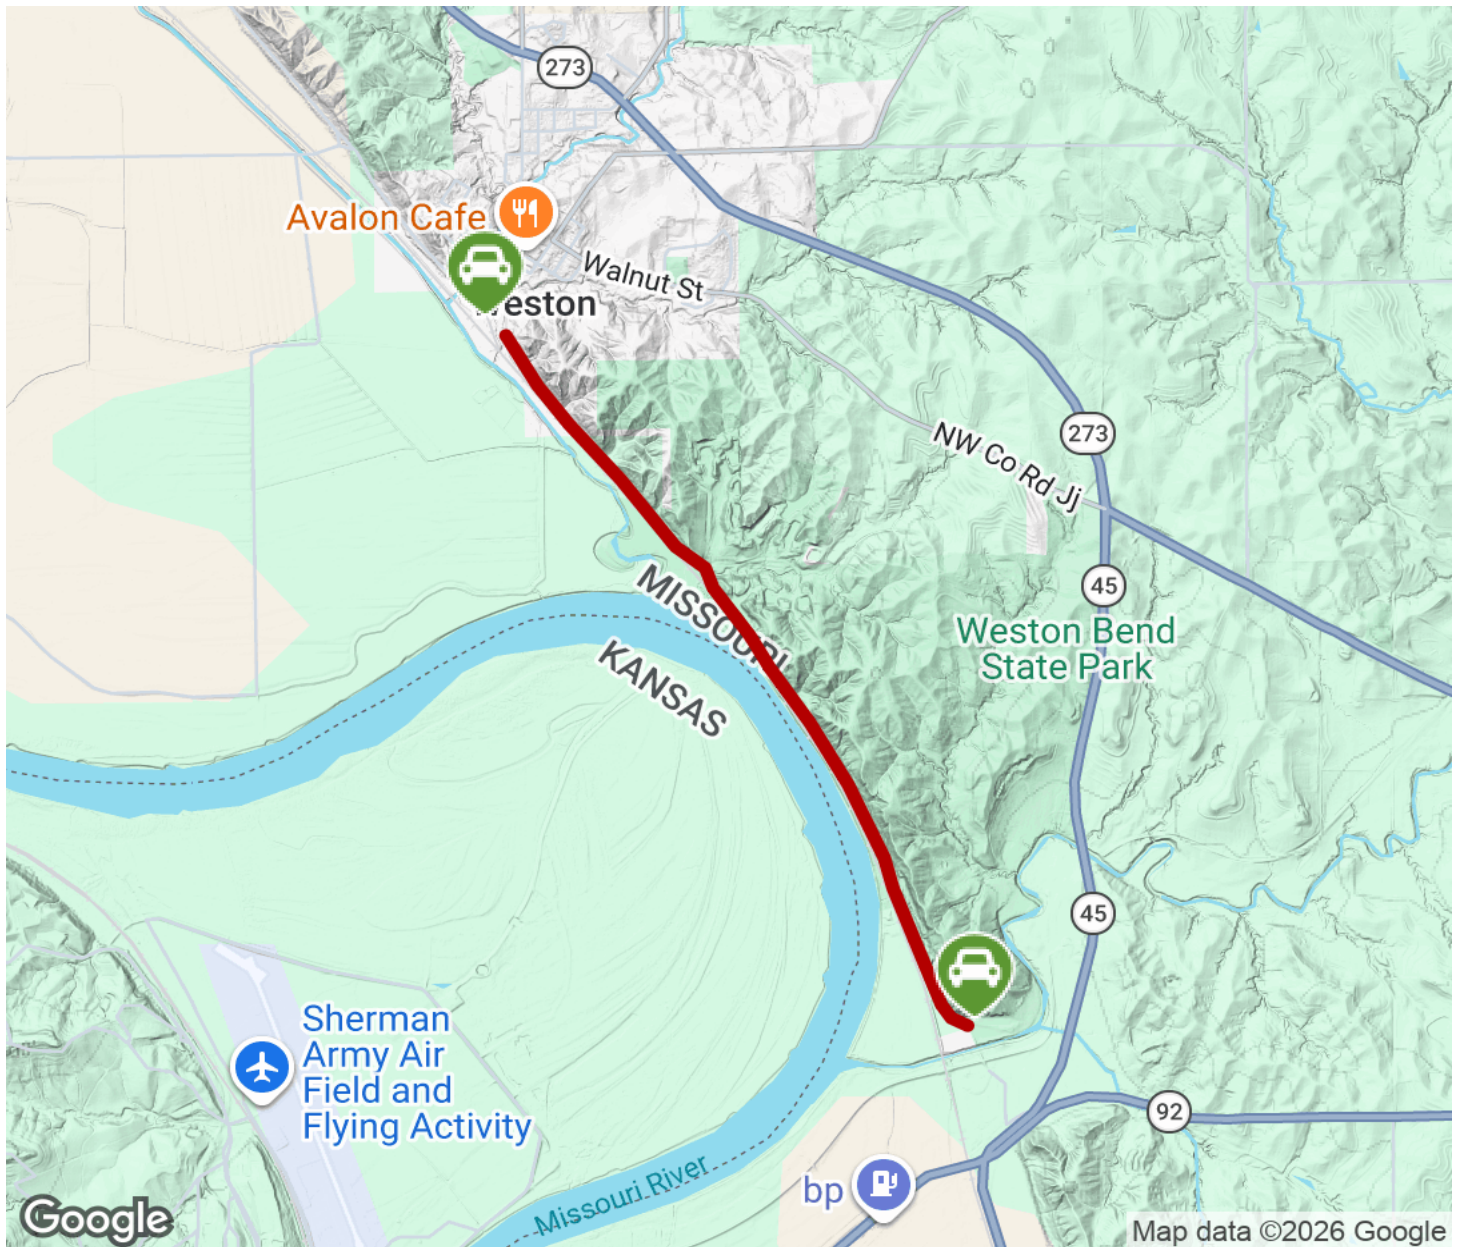 273
Avalon Cafe
Walnut St
eston
NW Co Rd Jj
273
45
MISSOURI
KANSAS
Weston Bend
State Park
45
Sherman
Army Air
Field and
Flying Activity
92
bp
Missouri River
Google
Map data ©2026 Google